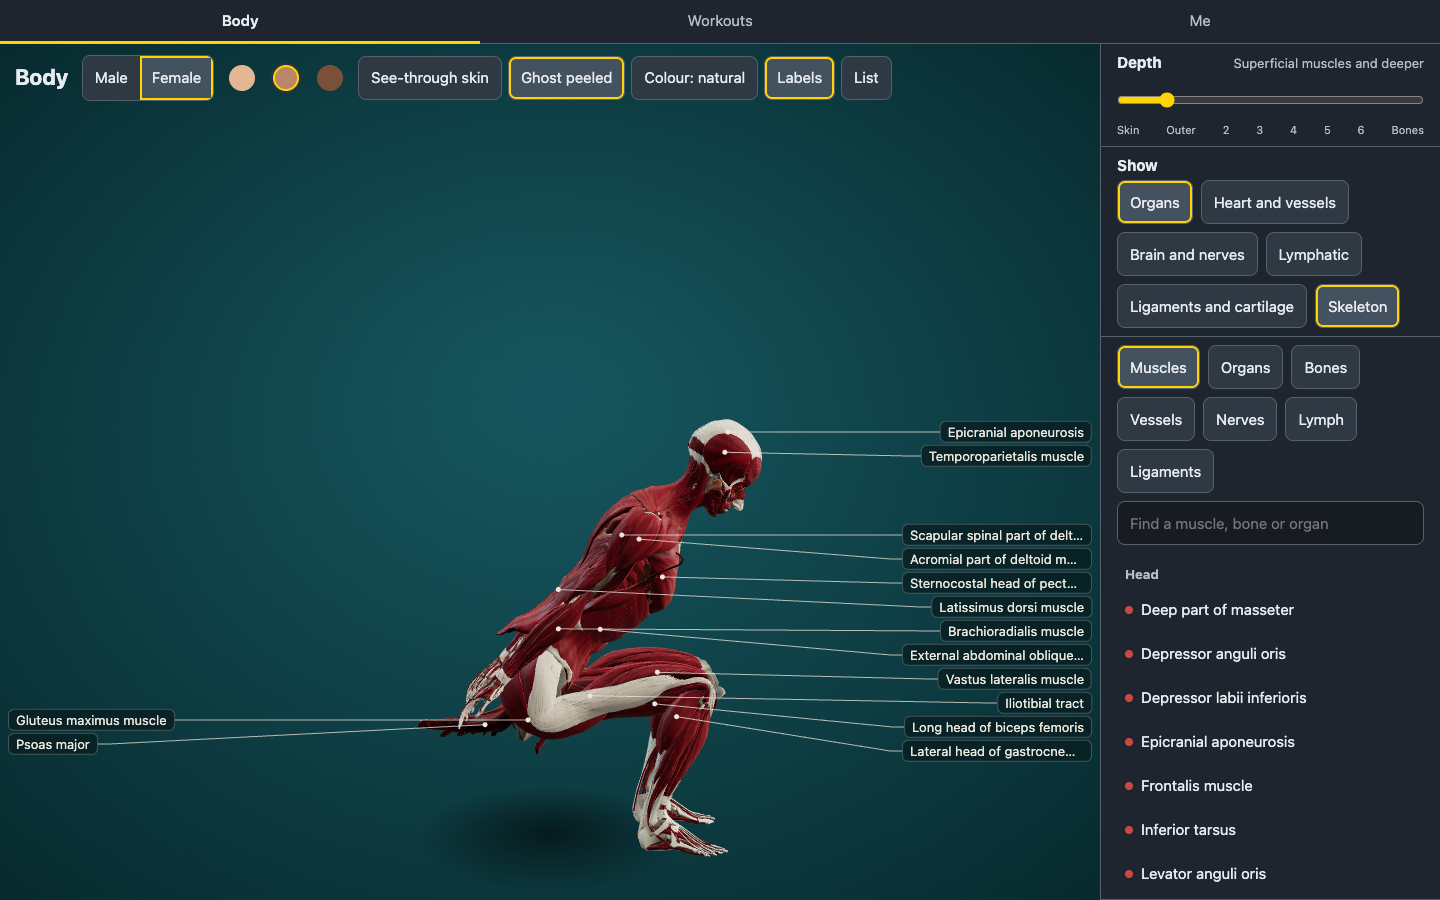 Body
Workouts
Me
Body
Male
Female
See-through skin
Ghost peeled
Colour: natural
Labels
List
Epicranial aponeurosis
Temporoparietalis muscle
Scapular spinal part of delt...
Acromial part of deltoid m...
Sternocostal head of pect...
Latissimus dorsi muscle
Brachioradialis muscle
External abdominal oblique...
Vastus lateralis muscle
Iliotibial tract
Long head of biceps femoris
Lateral head of gastrocne...
Gluteus maximus muscle
Psoas major
Depth
Superficial muscles and deeper
Skin Outer 2 3 4 5 6 Bones
Show
Organs
Heart and vessels
Brain and nerves
Lymphatic
Ligaments and cartilage
Skeleton
Muscles
Organs
Bones
Vessels
Nerves
Lymph
Ligaments
Find a muscle, bone or organ
Head
Deep part of masseter
Depressor anguli oris
Depressor labii inferioris
Epicranial aponeurosis
Frontalis muscle
Inferior tarsus
Levator anguli oris